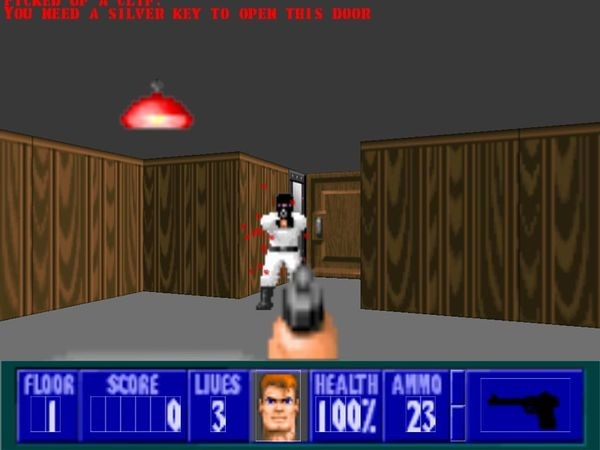 PICKED UP A CLIP.
YOU NEED A SILVER KEY TO OPEN THIS DOOR
FLOOR SCORE LIVES HEALTH AMMO
1 0 3 100% 23